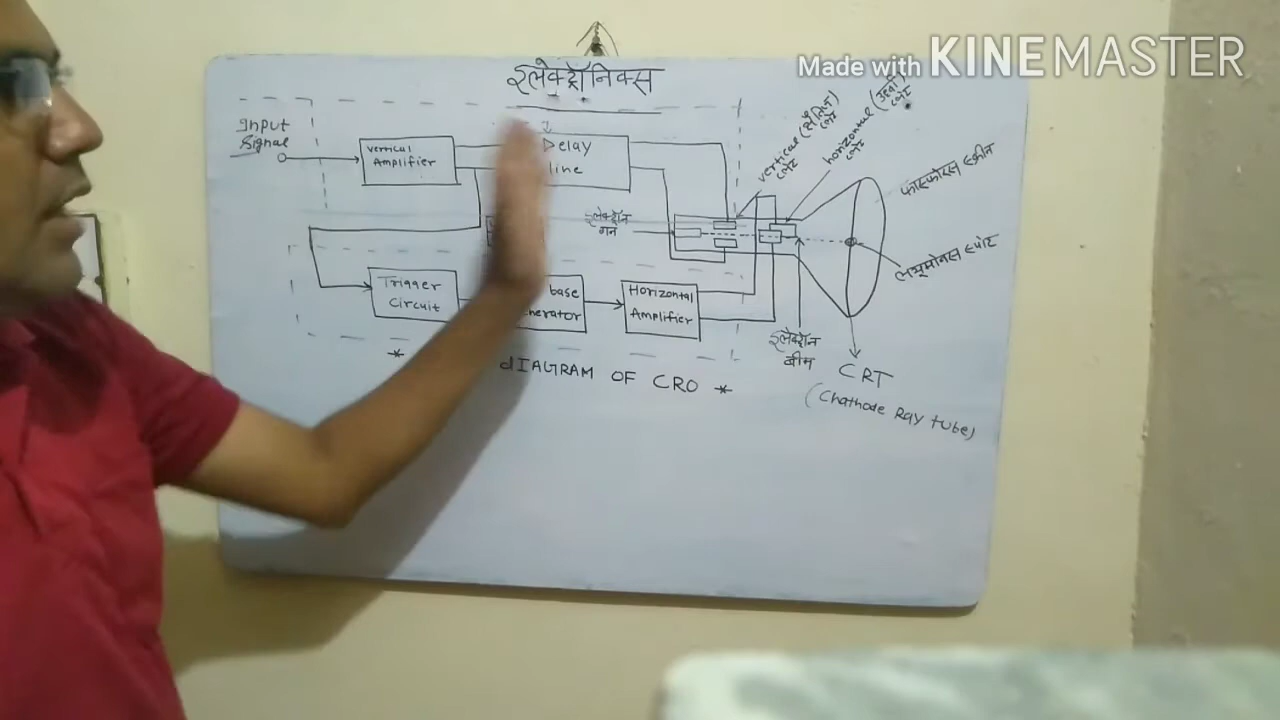 Made with KINEMASTER
इलेक्ट्रॉनिक्स
Input
Signal
vertical
Amplifier
Delay
line
vertical (क्षैतिज)
प्लेट
horizontal (उर्ध्वा)
प्लेट
फास्फोरस स्क्रीन
इलेक्ट्रॉन
गन
ल्यूमीनस स्पोट
Trigger
Circuit
base
Horizontal
Amplifier
इलैक्ट्रॉन
बीम
* dIAGRAM OF CRO *
CRT
(Chathode Ray tube)